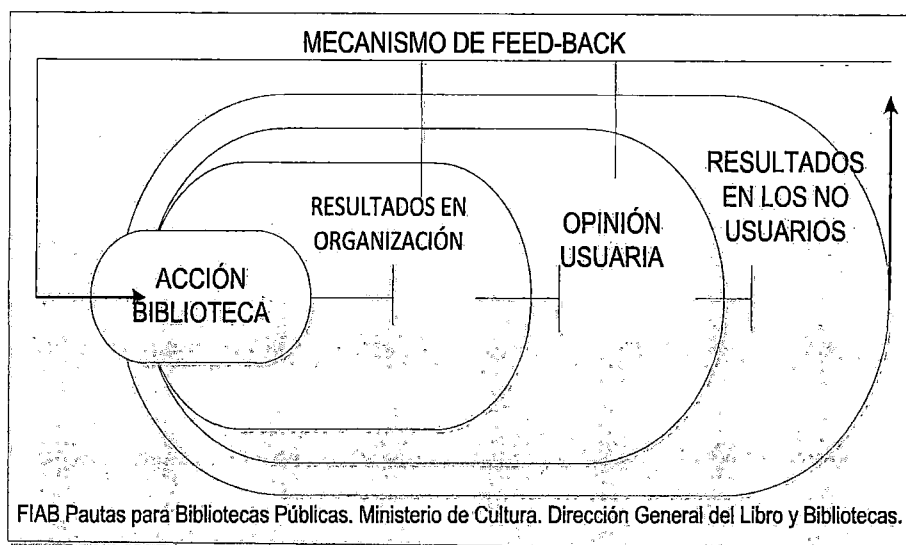 MECANISMO DE FEED-BACK
RESULTADOS EN
ORGANIZACIÓN
OPINIÓN
USUARIA
RESULTADOS
EN LOS NO
USUARIOS
ACCIÓN
BIBLIOTECA
FIAB Pautas para Bibliotecas Públicas. Ministerio de Cultura. Dirección General del Libro y Bibliotecas.